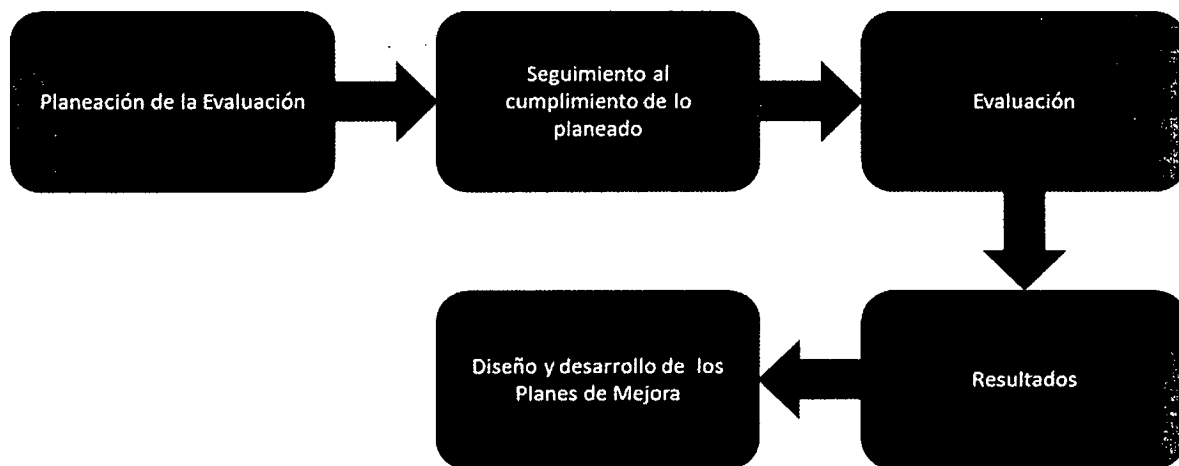 Planeación de la Evaluación
Seguimiento al
cumplimiento de lo
planeado
Evaluación
Resultados
Diseño y desarrollo de los
Planes de Mejora